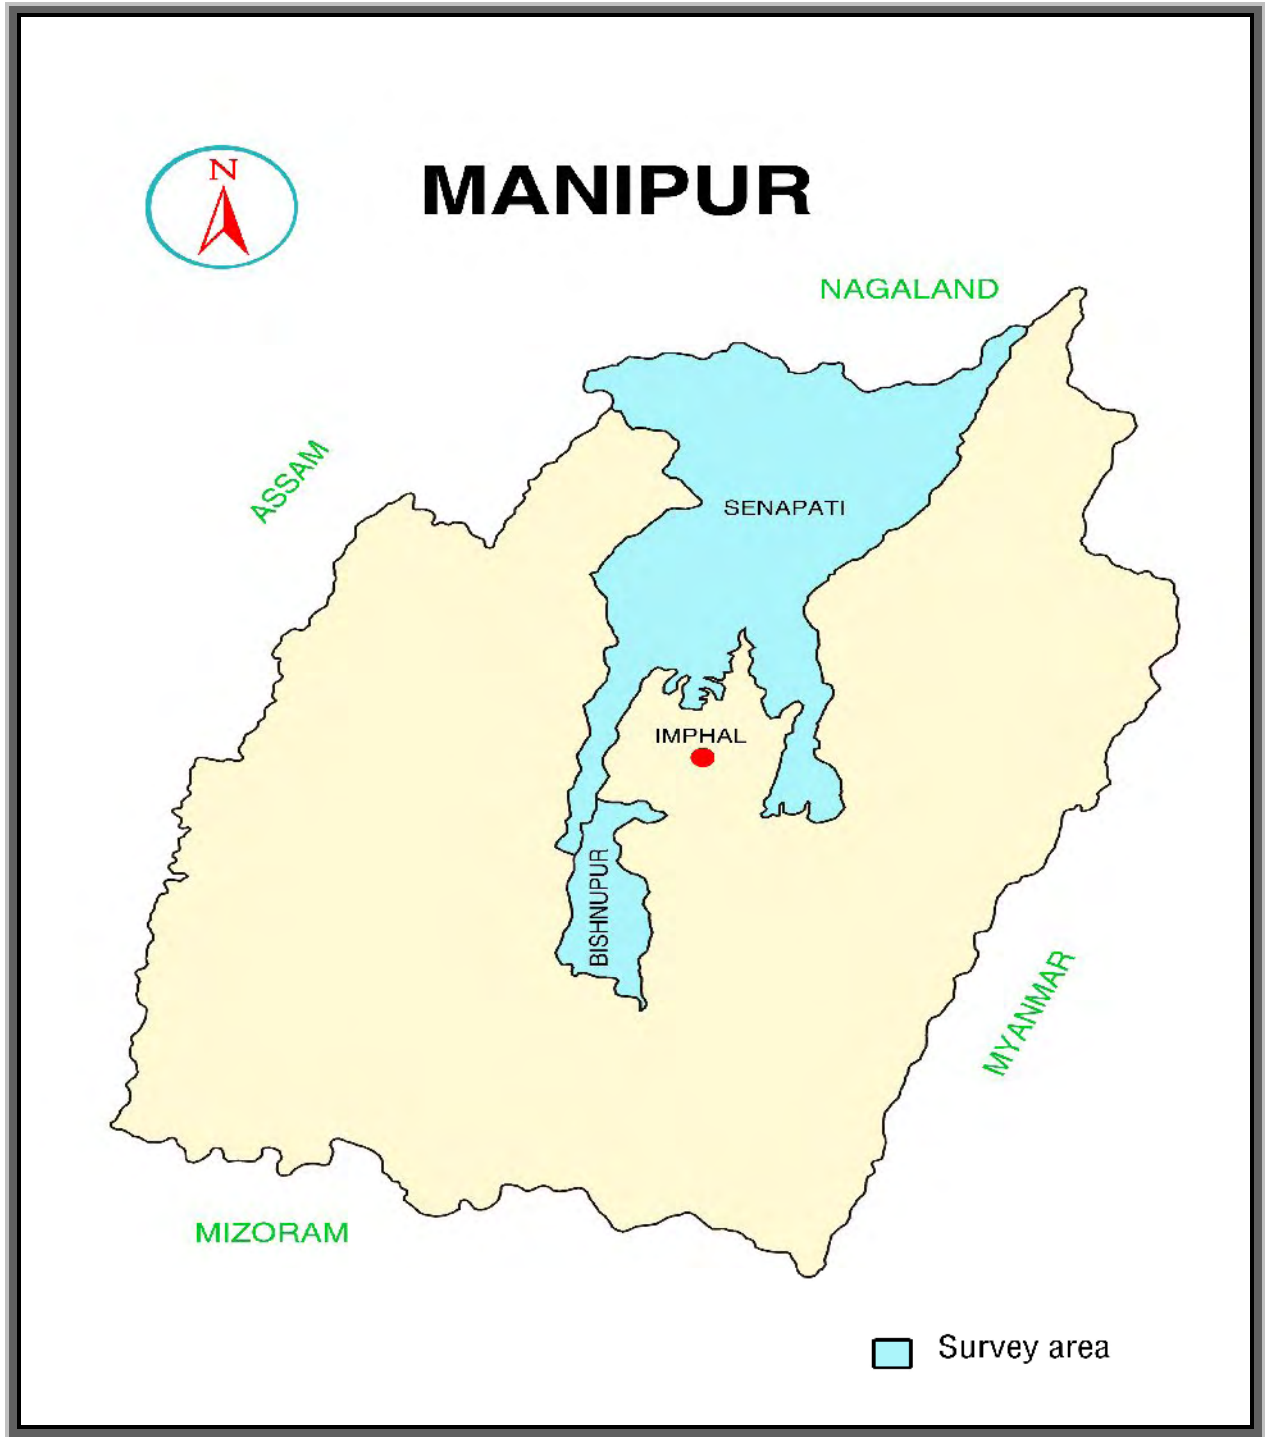 N
MANIPUR
NAGALAND
ASSAM
SENAPATI
IMPHAL
BISHNUPUR
MYANMAR
MIZORAM
Survey area